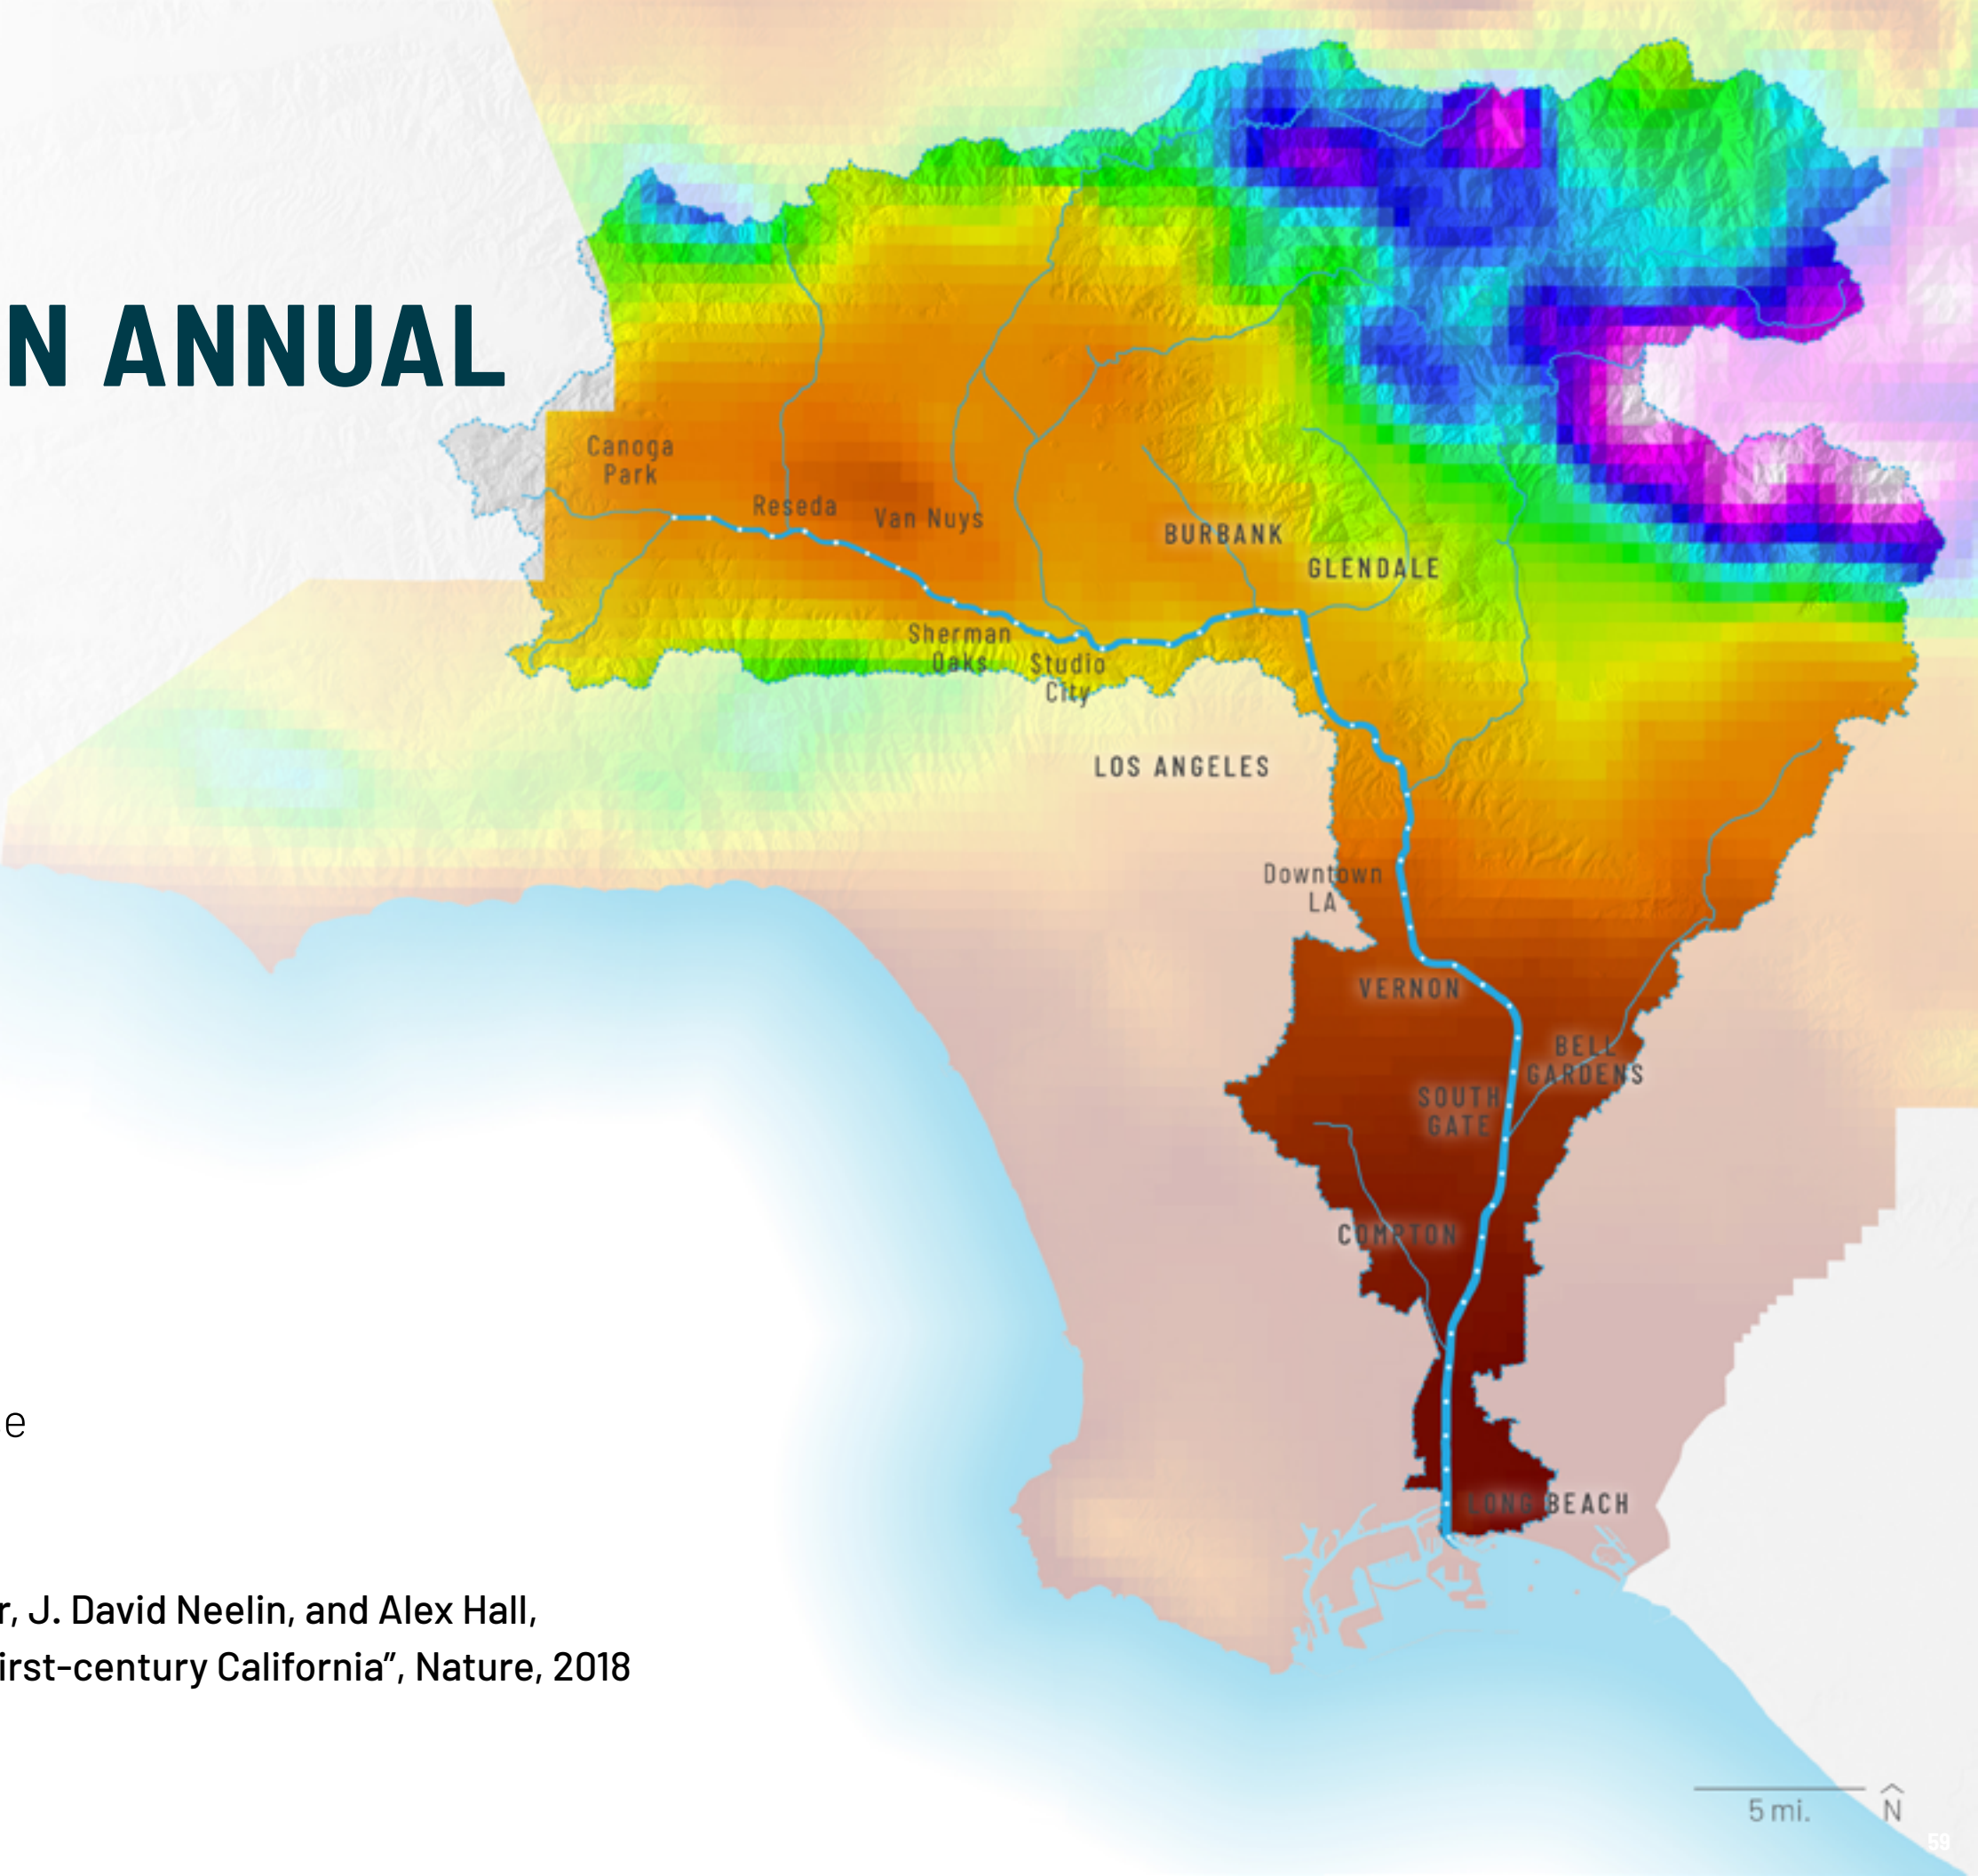 N ANNUAL
Canoga
Park
Reseda
Van Nuys
BURBANK
GLENDALE
Sherman
Oaks
Studio
City
LOS ANGELES
Downtown
LA
VERNON
BELL
GARDENS
SOUTH
GATE
COMPTON
e
LONG BEACH
r, J. David Neelin, and Alex Hall,
irst-century California”, Nature, 2018
5 mi.
N
59